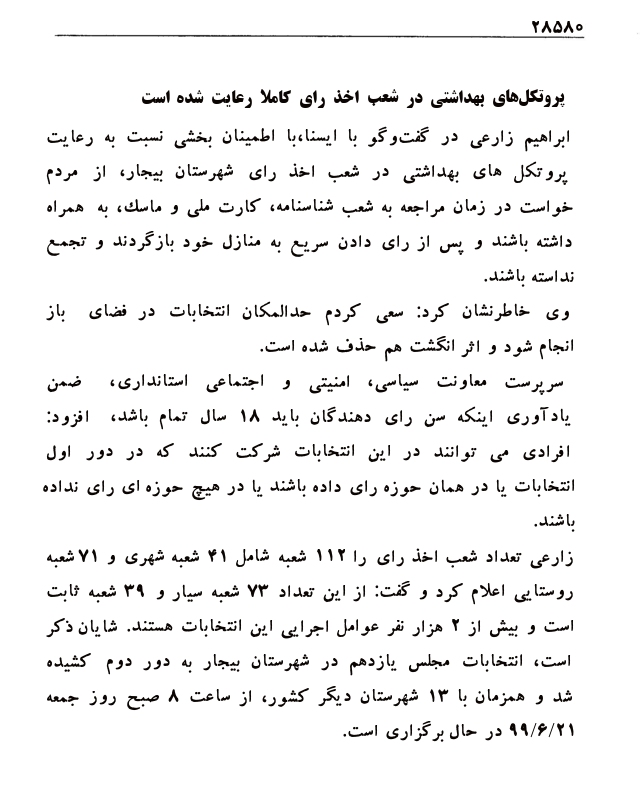 ۲۸۵۸۰
پروتکل‌های بهداشتی در شعب اخذ رای کاملا رعایت شده است
ابراهیم زارعی در گفت‌وگو با ایسنا،با اطمینان بخشی نسبت به رعایت
پروتکل های بهداشتی در شعب اخذ رای شهرستان بیجار، از مردم
خواست در زمان مراجعه به شعب شناسنامه، کارت ملی و ماسك، به همراه
داشته باشند و پس از رای دادن سریع به منازل خود بازگردند و تجمع
نداسته باشند.
وی خاطرنشان کرد: سعی کردم حدالمکان انتخابات در فضای باز
انجام شود و اثر انگشت هم حذف شده است.
سرپرست معاونت سیاسی، امنیتی و اجتماعی استانداری، ضمن
یادآوری اینکه سن رای دهندگان باید ۱۸ سال تمام باشد، افزود:
افرادی می توانند در این انتخابات شرکت کنند که در دور اول
انتخابات یا در همان حوزه رای داده باشند یا در هیچ حوزه ای رای نداده
باشند.
زارعی تعداد شعب اخذ رای را ۱۱۲ شعبه شامل ۴۱ شعبه شهری و ۷۱ شعبه
روستایی اعلام کرد و گفت: از این تعداد ۷۳ شعبه سیار و ۳۹ شعبه ثابت
است و بیش از ۲ هزار نفر عوامل اجرایی این انتخابات هستند. شایان ذکر
است، انتخابات مجلس یازدهم در شهرستان بیجار به دور دوم کشیده
شد و همزمان با ۱۳ شهرستان دیگر کشور، از ساعت ۸ صبح روز جمعه
۹۹/۶/۲۱ در حال برگزاری است.